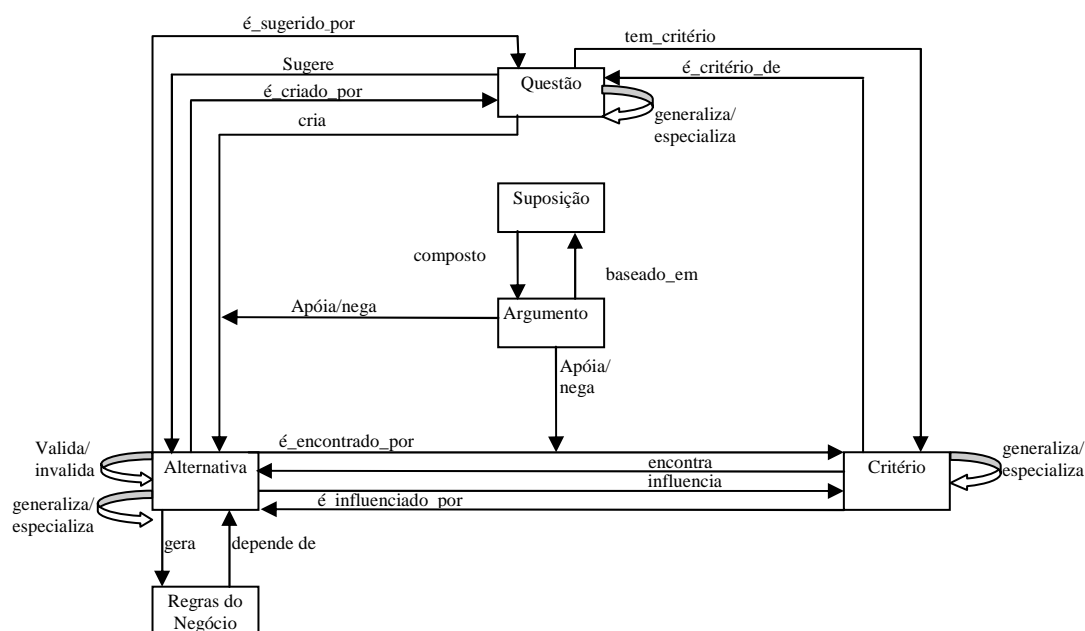 é_sugerido_por
tem_critério
Sugere
é_critério_de
Questão
é_criado_por
generaliza/
especializa
cria
Suposição
composto
baseado_em
Apóia/nega
Argumento
Apóia/
nega
Valida/
invalida
é_encontrado_por
Alternativa
encontra
Critério
generaliza/
especializa
influencia
generaliza/
especializa
é_influenciado_por
gera
depende de
Regras do
Negócio